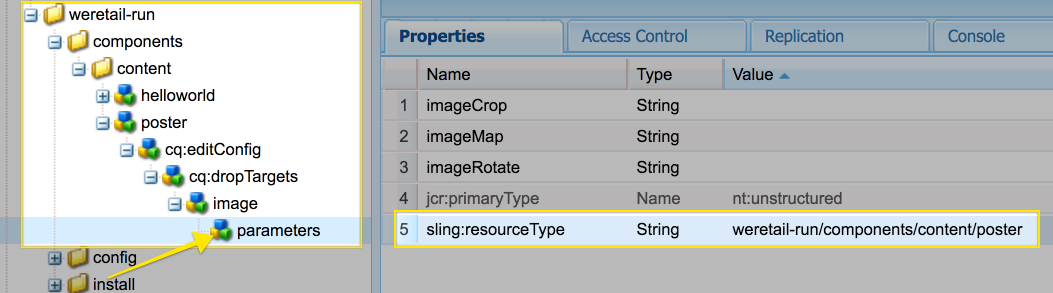 weretail-run
components
content
helloworld
poster
cq:editConfig
cq:dropTargets
image
parameters
config
install
Properties
Access Control
Replication
Console
Name Type Value
1 imageCrop String
2 imageMap String
3 imageRotate String
4 jcr:primaryType Name nt:unstructured
5 sling:resourceType String weretail-run/components/content/poster